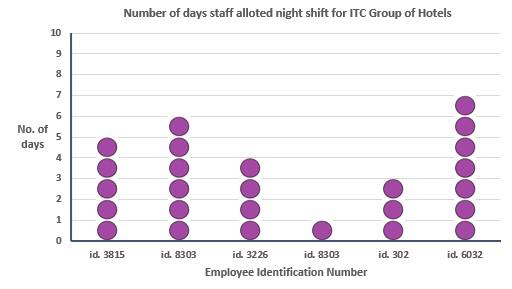 Number of days staff alloted night shift for ITC Group of Hotels
10
9
8
7
6
5
4
3
2
1
0
No. of
days
id. 3815 id. 8303 id. 3226 id. 8303 id. 302 id. 6032
Employee Identification Number